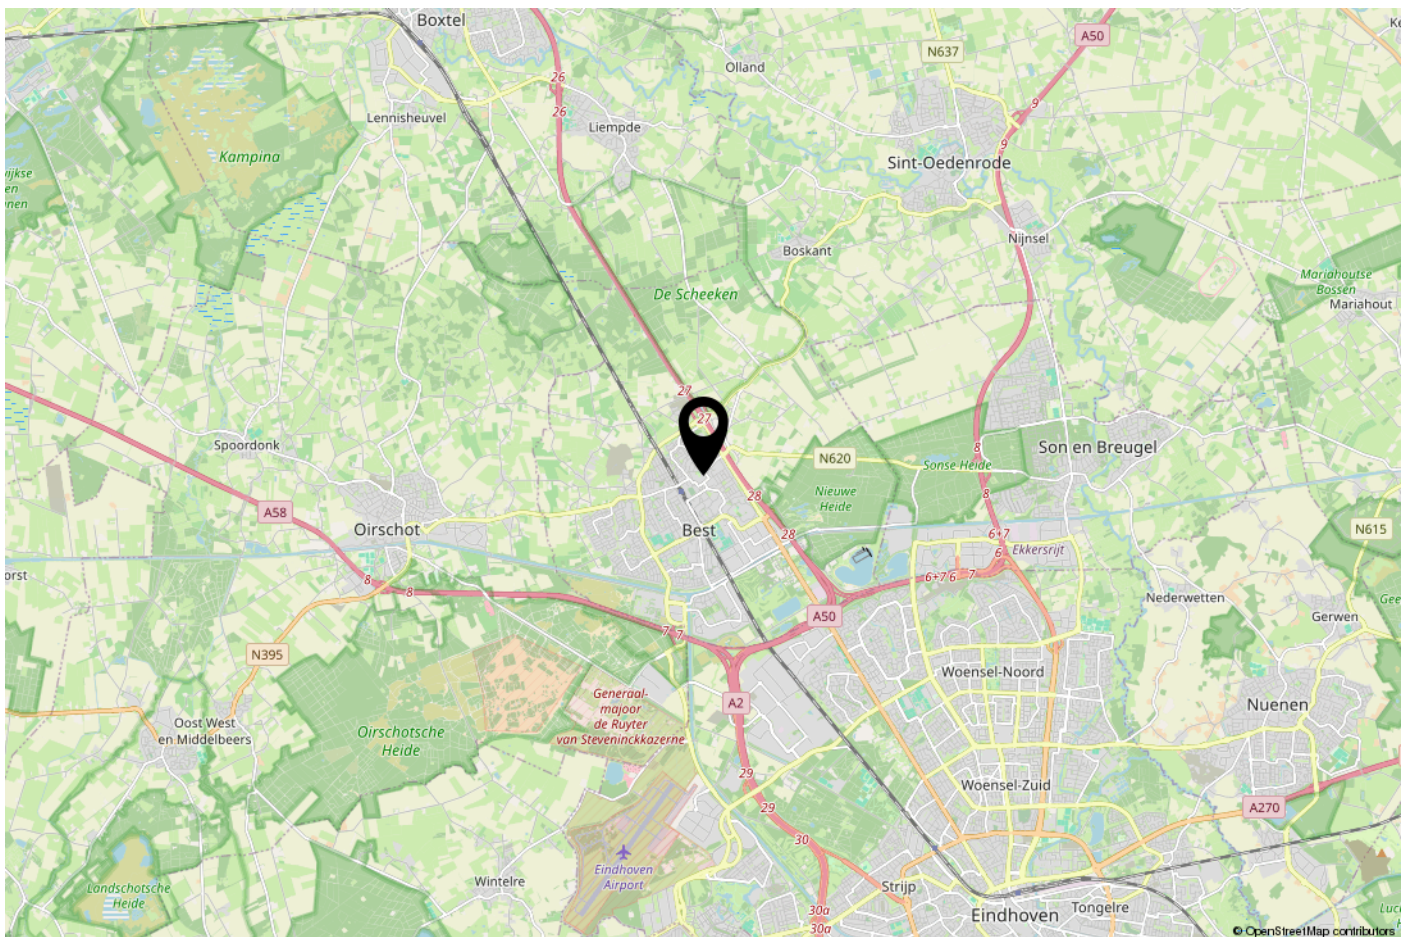 Boxtel
A50
N637
Olland
26
26
9
Lennisheuvel
Liempde
9
Kampina
Sint-Oedenrode
Nijnsel
Boskant
De Scheeken
Mariahoutse
Bossen
Mariahout
27
27
Spoordonk
8
Son en Breugel
N620
Sonse Heide
Nieuwe
Heide
28
8
A58
Oirschot
Best
28
6+7
Ekkersrijt
6
N615
8
8
6+7
6
7
Nederwetten
A50
Gerwen
7
7
N395
Woensel-Noord
Generaal-
majoor
de Ruyter
van Steveninckkazerne
A2
Nuenen
Oost West
en Middelbeers
Oirschotsche
Heide
29
Woensel-Zuid
29
A270
30
Eindhoven
Airport
Landschotsche
Heide
Wintelre
Strijp
30a
30a
Eindhoven
Tongelre
© OpenStreetMap contributors